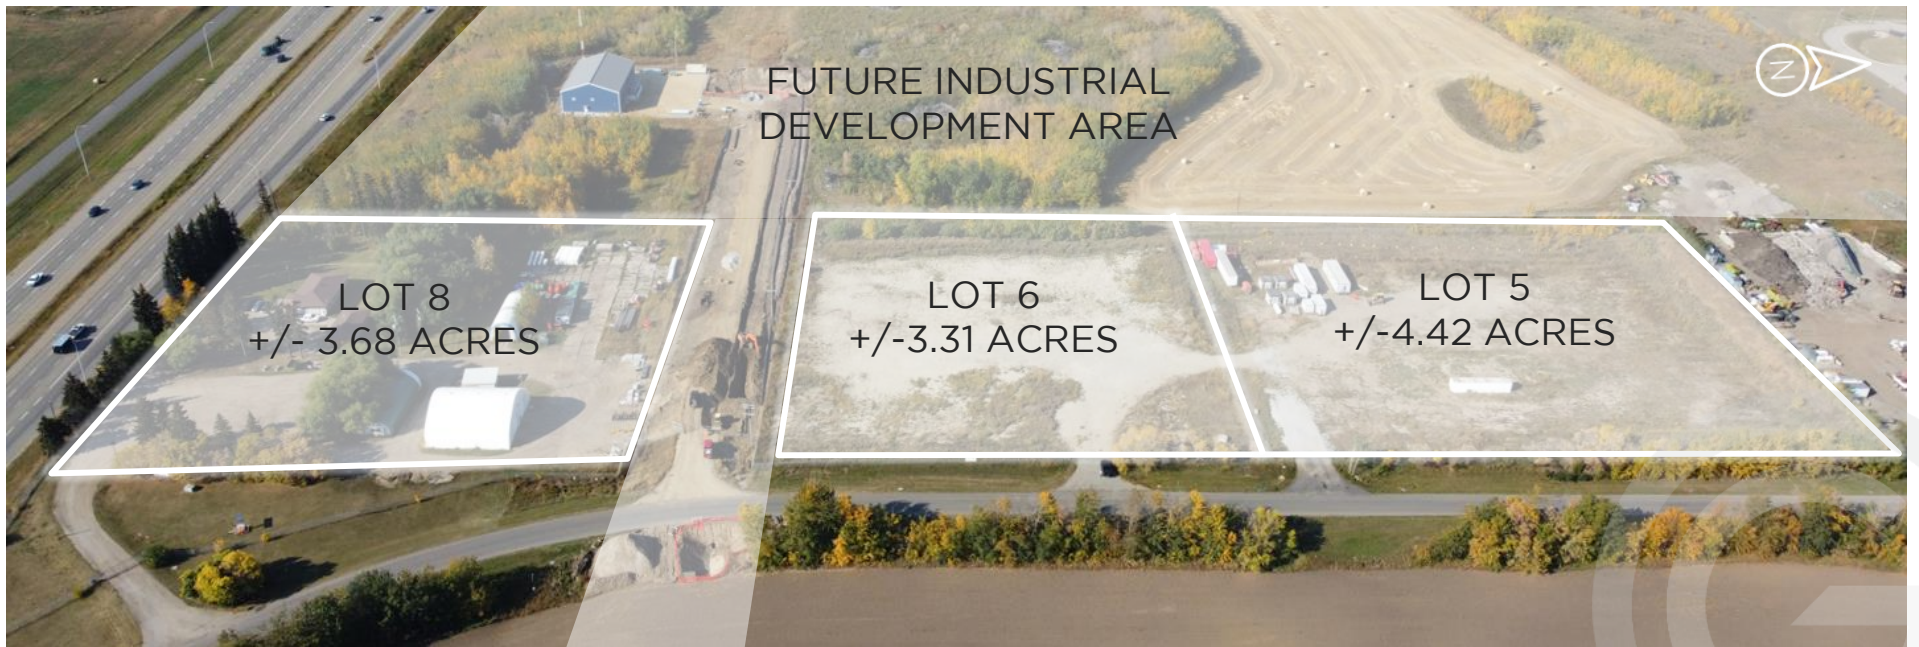 FUTURE INDUSTRIAL
DEVELOPMENT AREA
N
LOT 8
+/- 3.68 ACRES
LOT 6
+/-3.31 ACRES
LOT 5
+/-4.42 ACRES